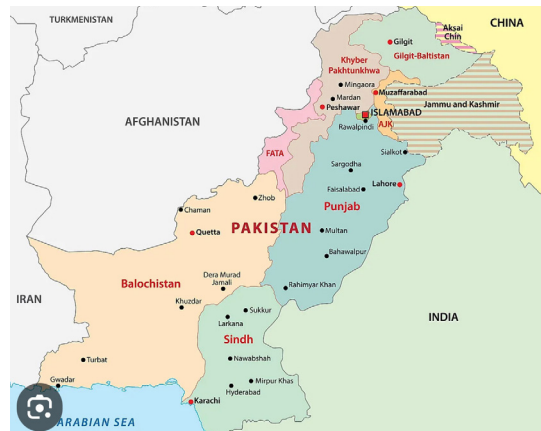 TURKMENISTAN
CHINA
Aksai
Chin
Gilgit
Gilgit-Baltistan
Khyber
Pakhtunkhwa
Mingaora
Mardan
Muzaffarabad
Peshawar
Jammu and Kashmir
ISLAMABAD
AJK
Rawalpindi
AFGHANISTAN
FATA
Sialkot
Sargodha
Faisalabad
Lahore
Zhob
Punjab
Chaman
PAKISTAN
Quetta
Multan
Bahawalpur
Dera Murad
Jamali
Balochistan
Rahimyar Khan
IRAN
Khuzdar
Sukkur
Larkana
INDIA
Sindh
Turbat
Nawabshah
Gwadar
Mirpur Khas
Hyderabad
Karachi
ARABIAN SEA